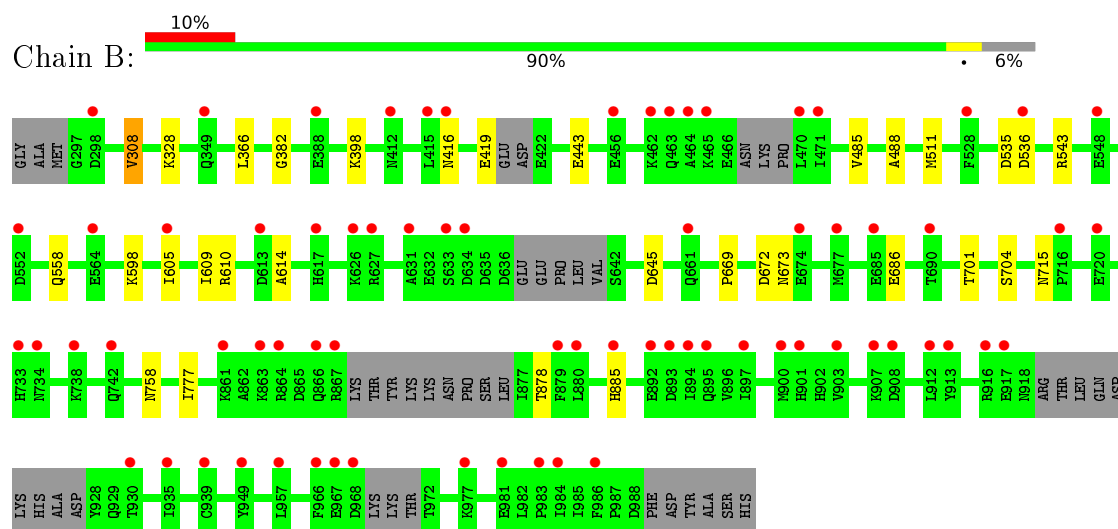 10%
Chain B:
90%
•
6%
GLY ALA MET G297 D298 V308 K328 Q349 L366 G382 E388 K398 N412 L415 N416 E419 GLU ASP E422 E443 E456 K462 Q463 A464 K465 E466 ASN LYS PRO L470 I471 V485 A488 M511 F528 D535 D536 R543 E548
D552 Q558 E564 K598 I605 I609 R610 D613 A614 H617 K626 R627 A631 E632 S633 D634 D635 D636 GLU GLU PRO LEU VAL S642 D645 Q661 P669 D672 N673 E674 M677 E685 E686 T690 T701 S704 N715 P716 E720
H733 N734 K738 Q742 N758 I777 K861 A862 K863 R864 D865 Q866 R867 LYS THR TYR LYS LYS ASN PRO SER LEU I877 T878 F879 L880 H885 E892 D893 I894 Q895 V896 I897 M900 H901 H902 V903 K907 D908 L912 Y913 R916 E917 N918 ARG THR LEU GLN ASP
LYS HIS ALA ASP Y928 Q929 T930 I935 C939 Y949 L957 F966 E967 D968 LYS LYS THR T972 K977 E981 L982 P983 I984 I985 F986 P987 D988 PHE ASP TYR ALA SER HIS